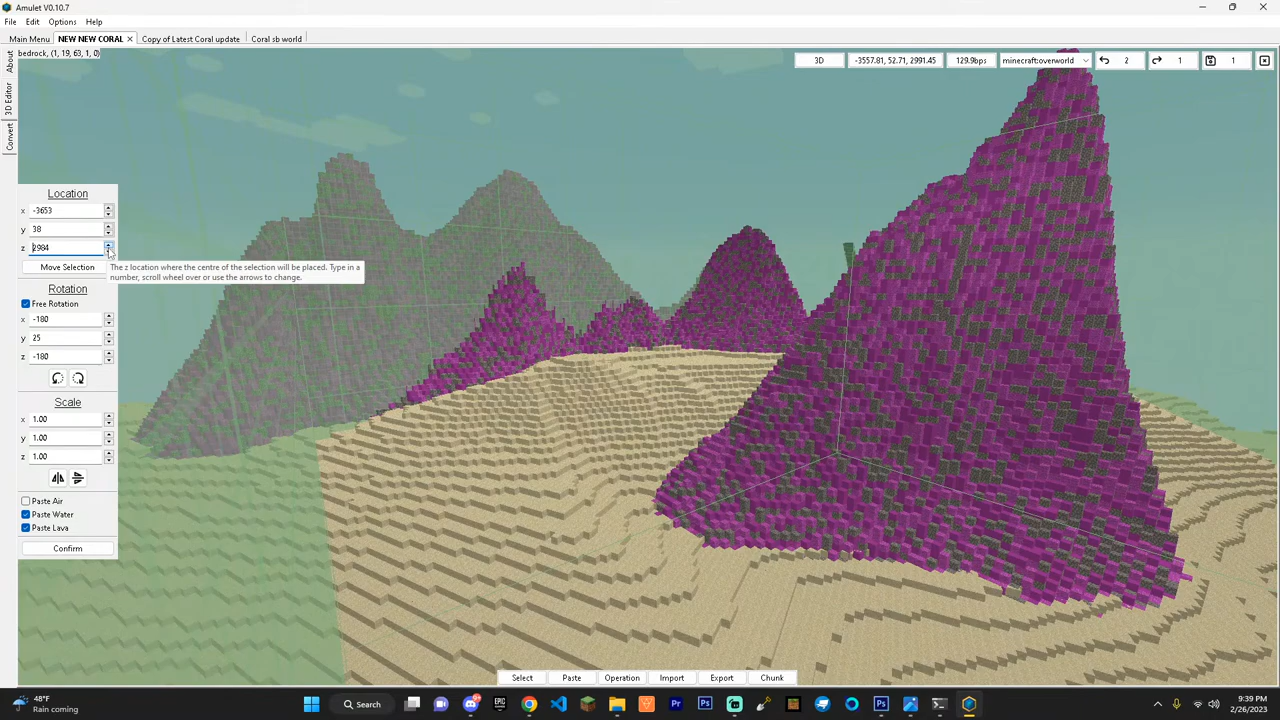 Amulet V0.10.7
File Edit Options Help
Main Menu NEW NEW CORAL Copy of Latest Coral update Coral sb world
bedrock, (1, 19, 63, 1, 0)
3D -3557.81, 52.71, 2991.45 129.9bps minecraft:overworld 2 1 1
About
3D Editor
Convert
Location
x -3653
y 38
z 2984
Move Selection
The z location where the centre of the selection will be placed. Type in a
number, scroll wheel over or use the arrows to change.
Rotation
Free Rotation
x -180
y 25
z -180
Scale
x 1.00
y 1.00
z 1.00
Paste Air
Paste Water
Paste Lava
Confirm
Select Paste Operation Import Export Chunk
48°F
Rain coming
Search
9:39 PM
2/26/2023